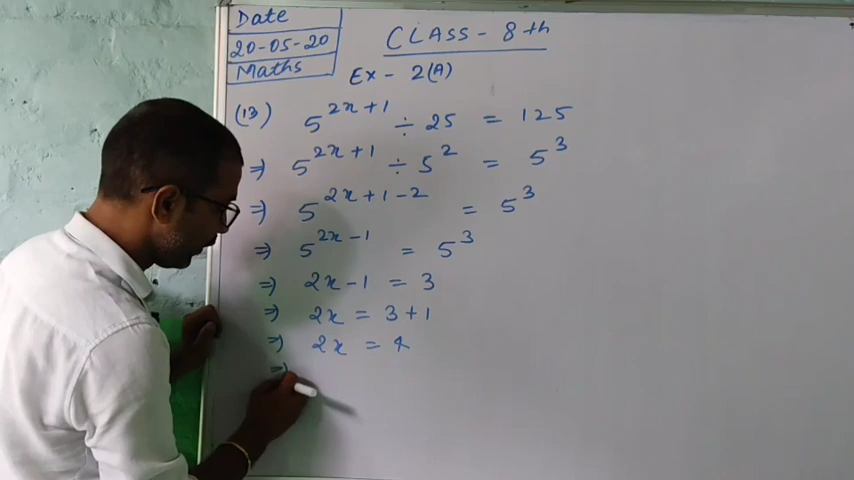 Date
20-05-20
Maths
CLASS - 8th
Ex - 2(A)
(13) 5^{2x+1} ÷ 25 = 125
⇒ 5^{2x+1} ÷ 5^2 = 5^3
⇒ 5^{2x+1-2} = 5^3
⇒ 5^{2x-1} = 5^3
⇒ 2x-1 = 3
⇒ 2x = 3+1
⇒ 2x = 4
⇒